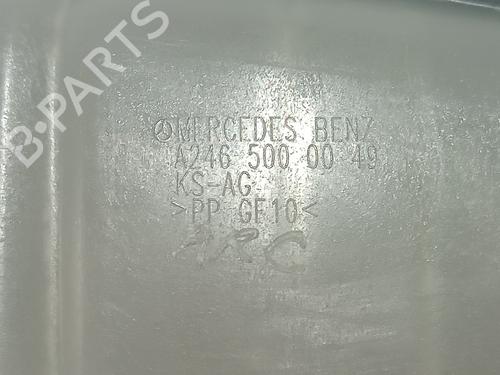 B-PARTS
MERCEDES BENZ
A246 500 00 49
KS-AG
>PP GF10<